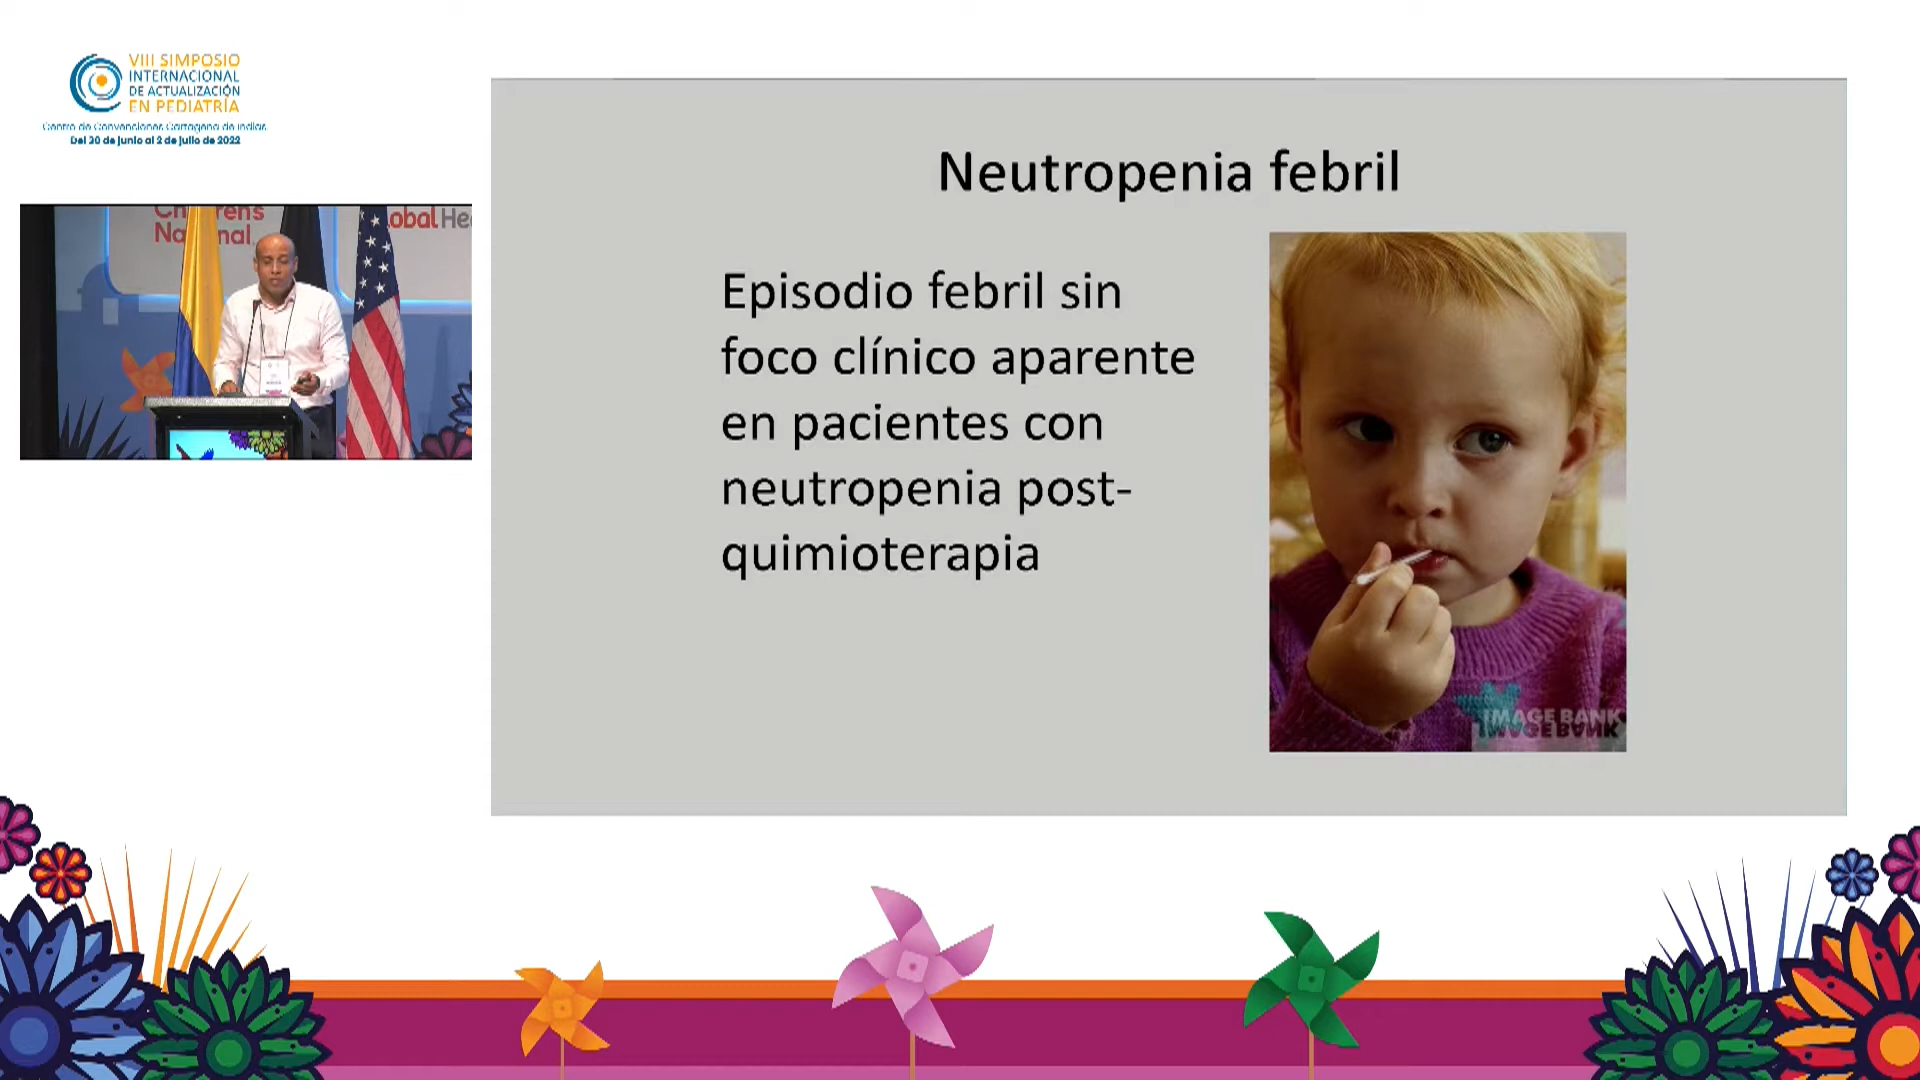 VIII SIMPOSIO
INTERNACIONAL
DE ACTUALIZACIÓN
EN PEDIATRÍA
Centro de Convenciones Cartagena de Indias
Del 30 de junio al 2 de julio de 2022
Neutropenia febril
Episodio febril sin
foco clínico aparente
en pacientes con
neutropenia post-
quimioterapia
IMAGE BANK